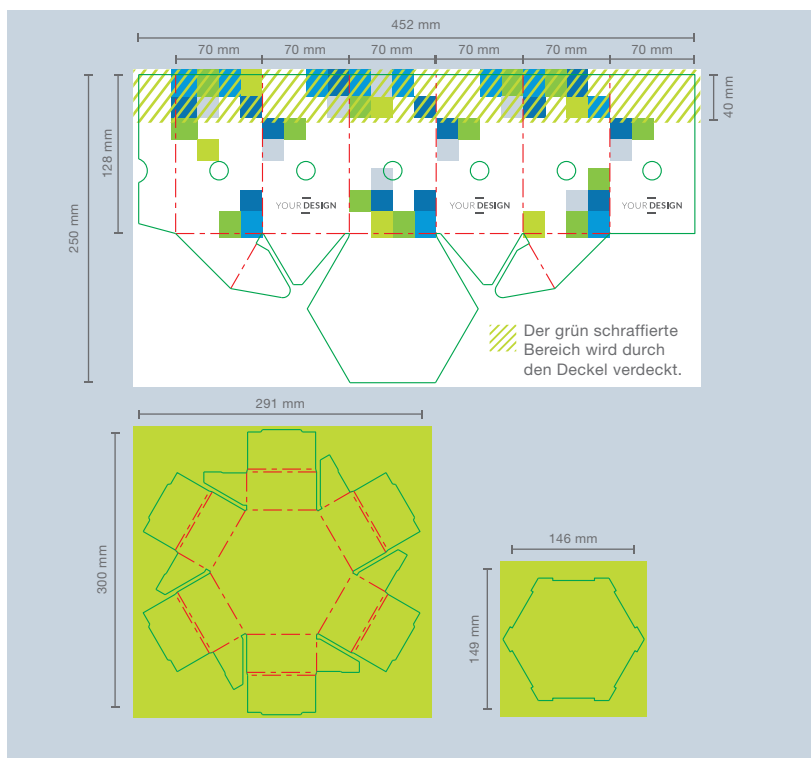 452 mm
70 mm 70 mm 70 mm 70 mm 70 mm 70 mm
40 mm
128 mm
250 mm
YOUR DESIGN YOUR DESIGN YOUR DESIGN
Der grün schraffierte
Bereich wird durch
den Deckel verdeckt.
291 mm
300 mm
146 mm
149 mm